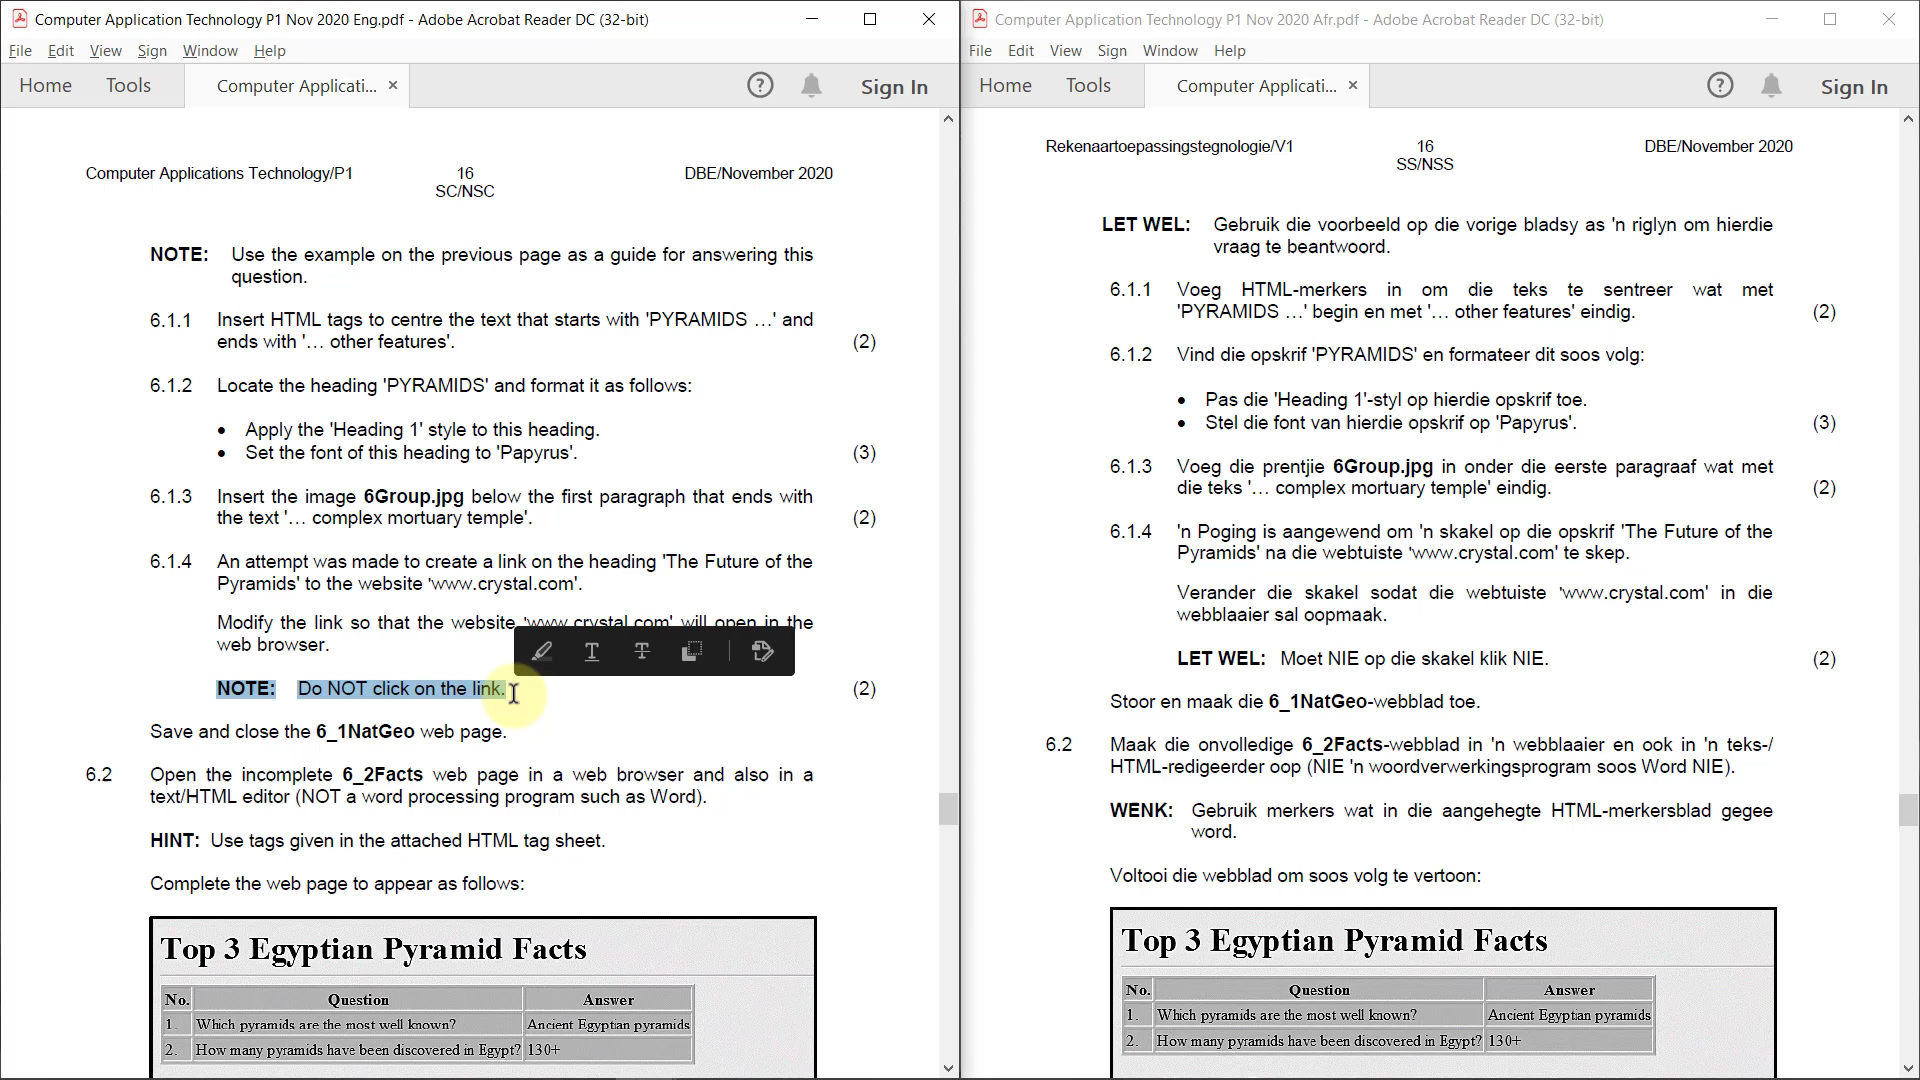 Computer Application Technology P1 Nov 2020 Eng.pdf - Adobe Acrobat Reader DC (32-bit)
File Edit View Sign Window Help
Home Tools Computer Applicati... × ? Sign In
Computer Applications Technology/P1 16 DBE/November 2020
SC/NSC
NOTE: Use the example on the previous page as a guide for answering this
question.
6.1.1 Insert HTML tags to centre the text that starts with 'PYRAMIDS …' and
ends with '… other features'. (2)
6.1.2 Locate the heading 'PYRAMIDS' and format it as follows:
• Apply the 'Heading 1' style to this heading.
• Set the font of this heading to 'Papyrus'. (3)
6.1.3 Insert the image 6Group.jpg below the first paragraph that ends with
the text '… complex mortuary temple'. (2)
6.1.4 An attempt was made to create a link on the heading 'The Future of the
Pyramids' to the website 'www.crystal.com'.
Modify the link so that the website 'www.crystal.com' will open in the
web browser.
NOTE: Do NOT click on the link. (2)
Save and close the 6_1NatGeo web page.
6.2 Open the incomplete 6_2Facts web page in a web browser and also in a
text/HTML editor (NOT a word processing program such as Word).
HINT: Use tags given in the attached HTML tag sheet.
Complete the web page to appear as follows:
Top 3 Egyptian Pyramid Facts
No. Question Answer
1. Which pyramids are the most well known? Ancient Egyptian pyramids
2. How many pyramids have been discovered in Egypt? 130+
Computer Application Technology P1 Nov 2020 Afr.pdf - Adobe Acrobat Reader DC (32-bit)
File Edit View Sign Window Help
Home Tools Computer Applicati... × ? Sign In
Rekenaartoepassingstegnologie/V1 16 DBE/November 2020
SS/NSS
LET WEL: Gebruik die voorbeeld op die vorige bladsy as 'n riglyn om hierdie
vraag te beantwoord.
6.1.1 Voeg HTML-merkers in om die teks te sentreer wat met
'PYRAMIDS …' begin en met '… other features' eindig. (2)
6.1.2 Vind die opskrif 'PYRAMIDS' en formateer dit soos volg:
• Pas die 'Heading 1'-styl op hierdie opskrif toe.
• Stel die font van hierdie opskrif op 'Papyrus'. (3)
6.1.3 Voeg die prentjie 6Group.jpg in onder die eerste paragraaf wat met
die teks '… complex mortuary temple' eindig. (2)
6.1.4 'n Poging is aangewend om 'n skakel op die opskrif 'The Future of the
Pyramids' na die webtuiste 'www.crystal.com' te skep.
Verander die skakel sodat die webtuiste 'www.crystal.com' in die
webblaaier sal oopmaak.
LET WEL: Moet NIE op die skakel klik NIE. (2)
Stoor en maak die 6_1NatGeo-webblad toe.
6.2 Maak die onvolledige 6_2Facts-webblad in 'n webblaaier en ook in 'n teks-/
HTML-redigeerder oop (NIE 'n woordverwerkingsprogram soos Word NIE).
WENK: Gebruik merkers wat in die aangehegte HTML-merkersblad gegee
word.
Voltooi die webblad om soos volg te vertoon:
Top 3 Egyptian Pyramid Facts
No. Question Answer
1. Which pyramids are the most well known? Ancient Egyptian pyramids
2. How many pyramids have been discovered in Egypt? 130+